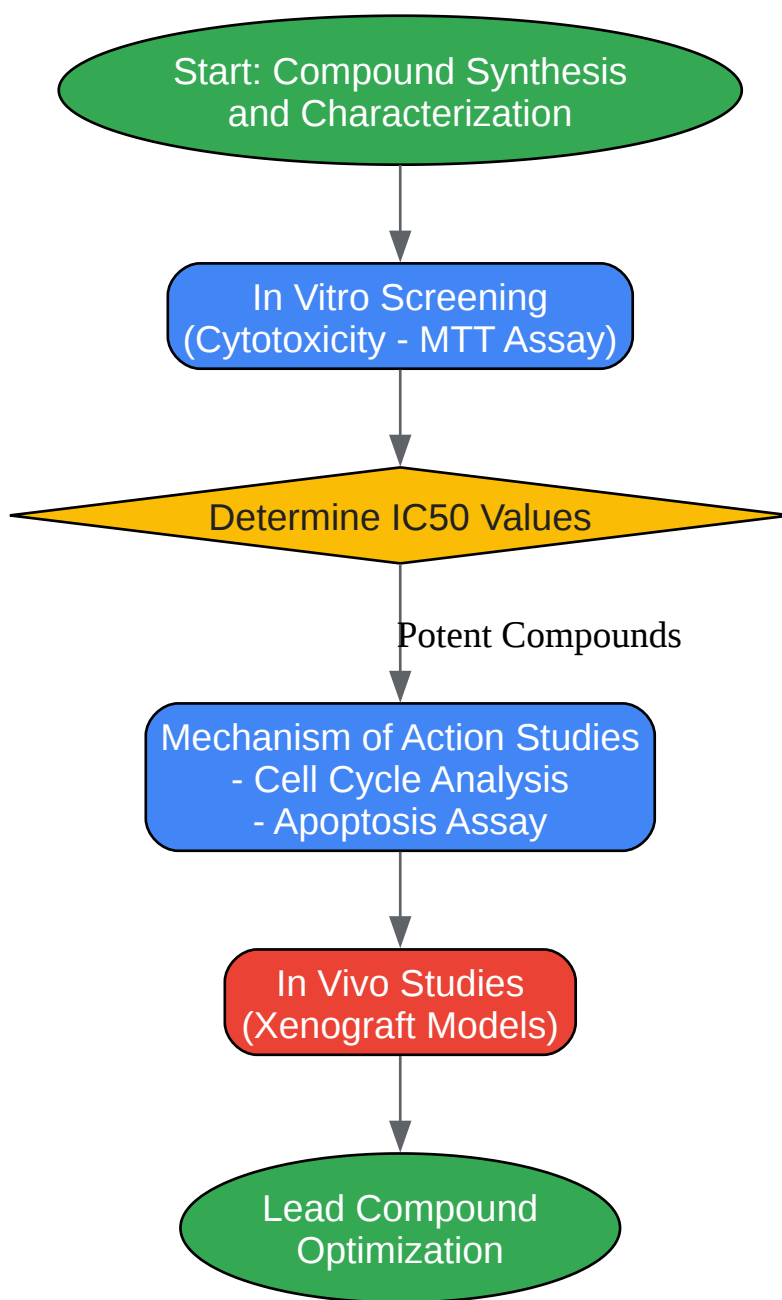 Start: Compound Synthesis
and Characterization
In Vitro Screening
(Cytotoxicity - MTT Assay)
Determine IC50 Values
Potent Compounds
Mechanism of Action Studies
- Cell Cycle Analysis
- Apoptosis Assay
In Vivo Studies
(Xenograft Models)
Lead Compound
Optimization